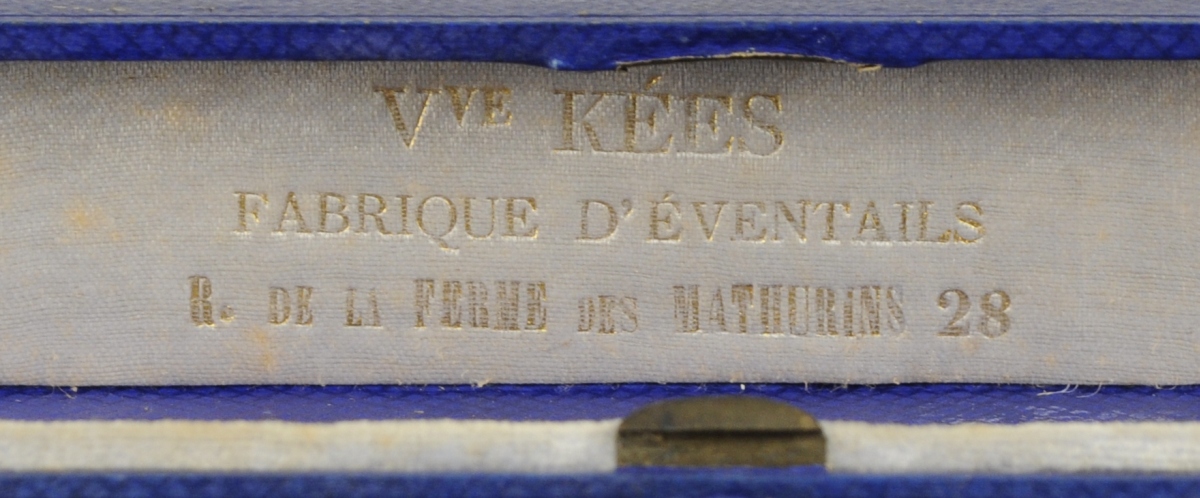 VVE KÉES
FABRIQUE D'ÉVENTAILS
R. DE LA FERME DES MATHURINS 28